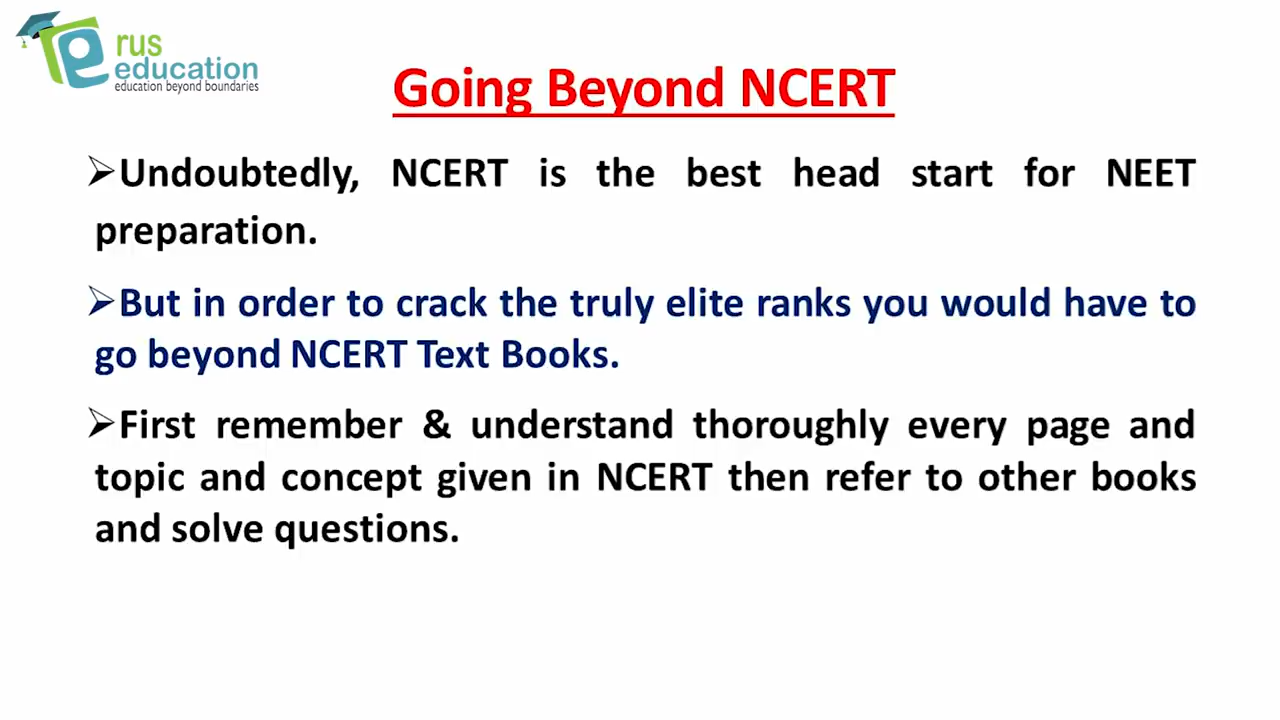 rus
education
education beyond boundaries
Going Beyond NCERT
➢Undoubtedly, NCERT is the best head start for NEET
preparation.
➢But in order to crack the truly elite ranks you would have to
go beyond NCERT Text Books.
➢First remember & understand thoroughly every page and
topic and concept given in NCERT then refer to other books
and solve questions.